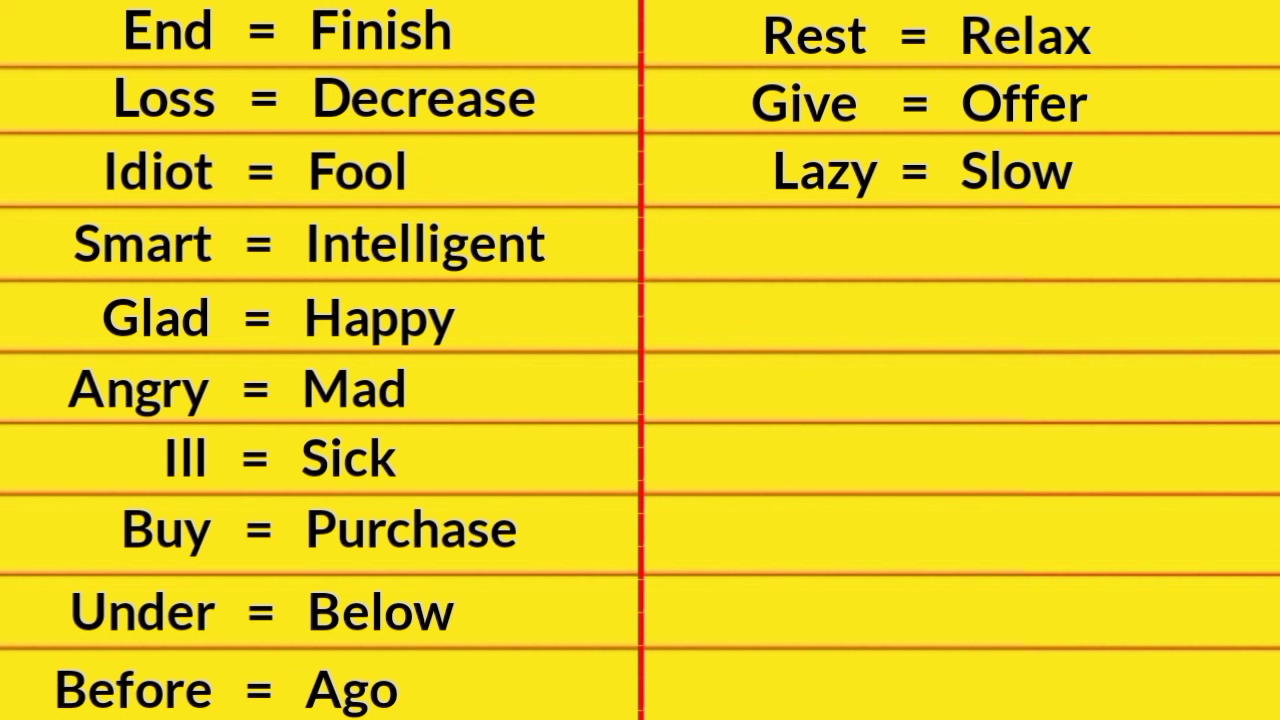 End = Finish
Loss = Decrease
Idiot = Fool
Smart = Intelligent
Glad = Happy
Angry = Mad
Ill = Sick
Buy = Purchase
Under = Below
Before = Ago
Rest = Relax
Give = Offer
Lazy = Slow